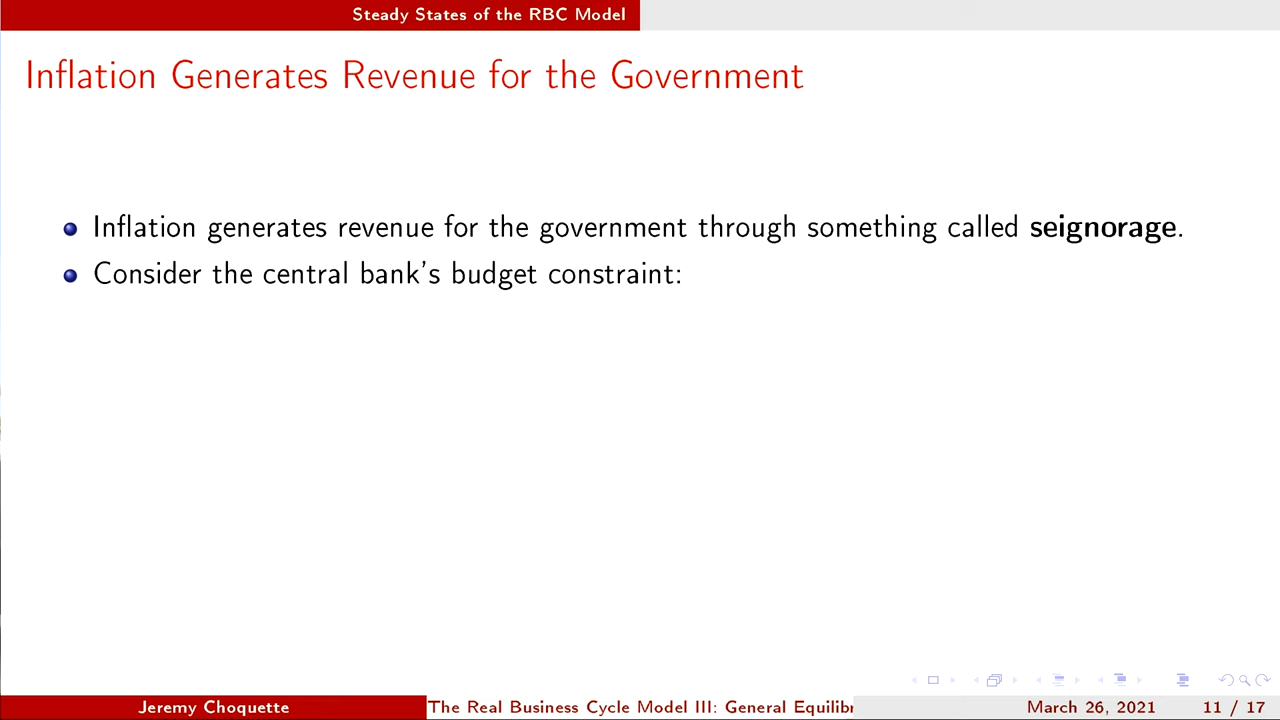 Steady States of the RBC Model
Inflation Generates Revenue for the Government
Inflation generates revenue for the government through something called seignorage.
Consider the central bank's budget constraint:
Jeremy Choquette
The Real Business Cycle Model III: General Equilibr
March 26, 2021
11 / 17